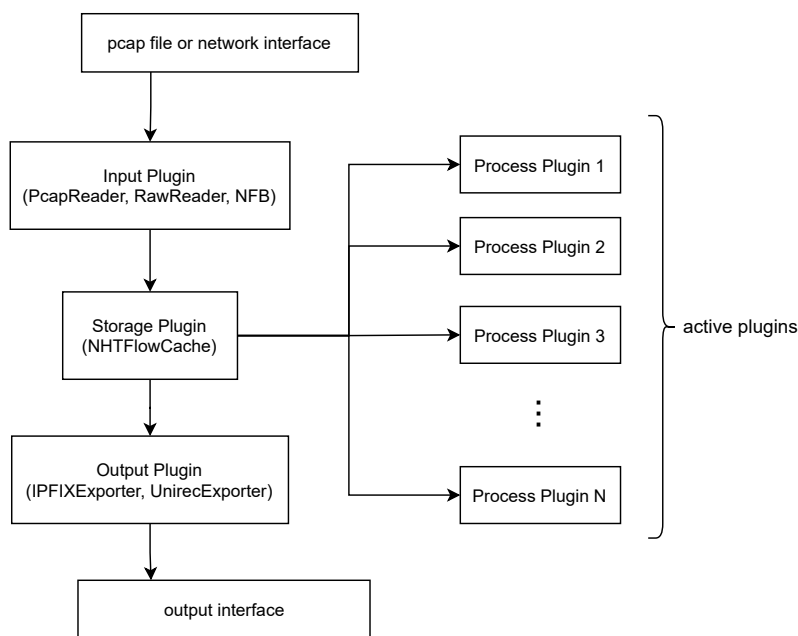 pcap file or network interface
Input Plugin
(PcapReader, RawReader, NFB)
Storage Plugin
(NHTFlowCache)
Output Plugin
(IPFIXExporter, UnirecExporter)
output interface
Process Plugin 1
Process Plugin 2
Process Plugin 3
...
Process Plugin N
active plugins